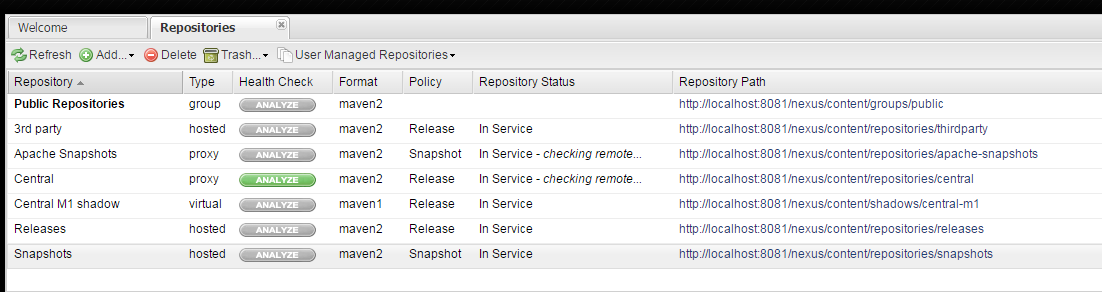 Welcome Repositories
Refresh Add... Delete Trash... User Managed Repositories
Repository Type Health Check Format Policy Repository Status Repository Path
Public Repositories group ANALYZE maven2 http://localhost:8081/nexus/content/groups/public
3rd party hosted ANALYZE maven2 Release In Service http://localhost:8081/nexus/content/repositories/thirdparty
Apache Snapshots proxy ANALYZE maven2 Snapshot In Service - checking remote... http://localhost:8081/nexus/content/repositories/apache-snapshots
Central proxy ANALYZE maven2 Release In Service - checking remote... http://localhost:8081/nexus/content/repositories/central
Central M1 shadow virtual ANALYZE maven1 Release In Service http://localhost:8081/nexus/content/shadows/central-m1
Releases hosted ANALYZE maven2 Release In Service http://localhost:8081/nexus/content/repositories/releases
Snapshots hosted ANALYZE maven2 Snapshot In Service http://localhost:8081/nexus/content/repositories/snapshots